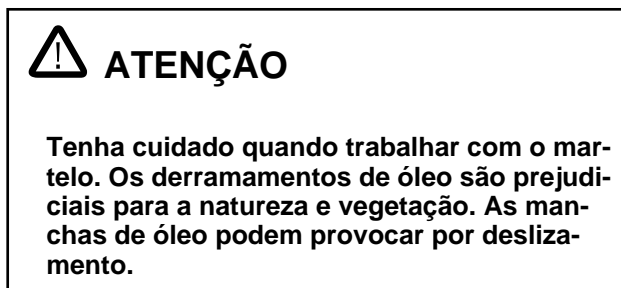 ATENÇÃO
Tenha cuidado quando trabalhar com o mar-
telo. Os derramamentos de óleo são prejudi-
ciais para a natureza e vegetação. As man-
chas de óleo podem provocar por desliza-
mento.